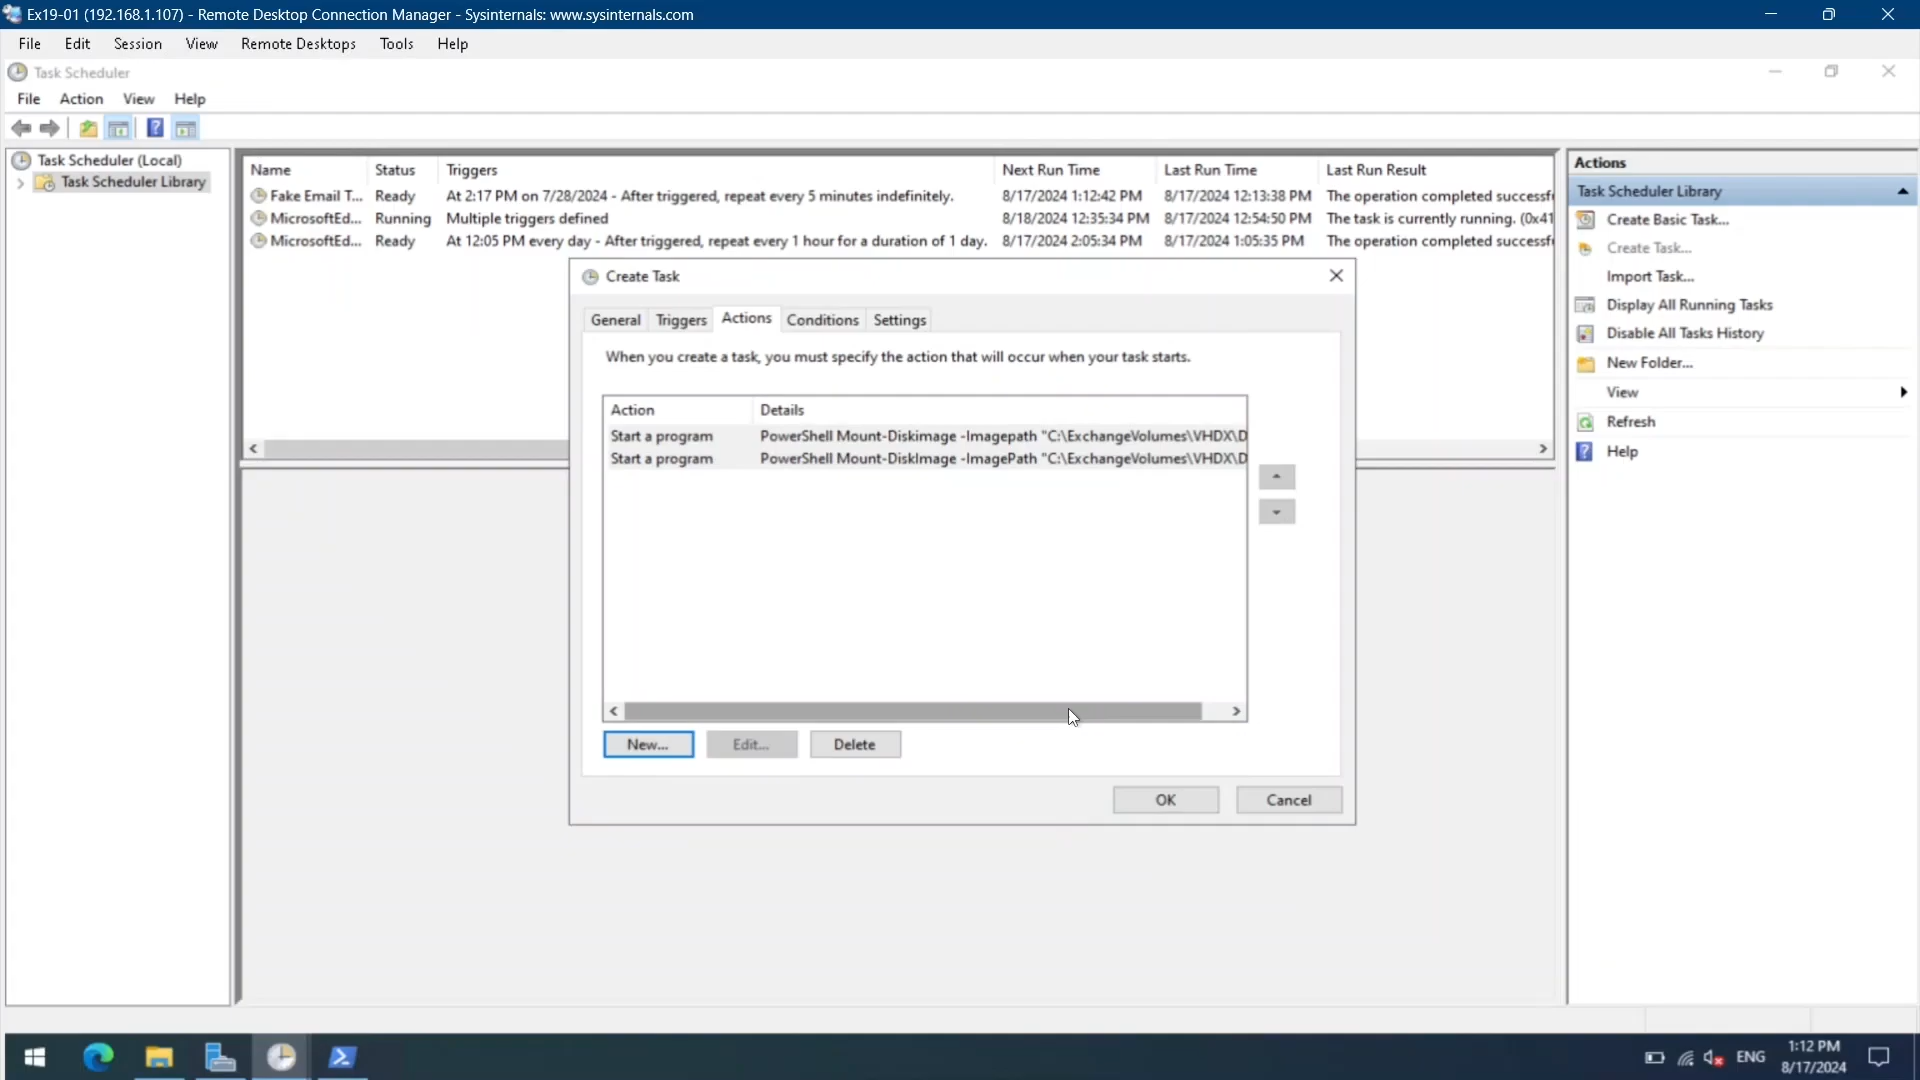 Ex19-01 (192.168.1.107) - Remote Desktop Connection Manager - Sysinternals: www.sysinternals.com
File Edit Session View Remote Desktops Tools Help
Task Scheduler
File Action View Help
Task Scheduler (Local)
Task Scheduler Library
Name Status Triggers Next Run Time Last Run Time Last Run Result
Fake Email T... Ready At 2:17 PM on 7/28/2024 - After triggered, repeat every 5 minutes indefinitely. 8/17/2024 1:12:42 PM 8/17/2024 12:13:38 PM The operation completed successf
MicrosoftEd... Running Multiple triggers defined 8/18/2024 12:35:34 PM 8/17/2024 12:54:50 PM The task is currently running. (0x41
MicrosoftEd... Ready At 12:05 PM every day - After triggered, repeat every 1 hour for a duration of 1 day. 8/17/2024 2:05:34 PM 8/17/2024 1:05:35 PM The operation completed successf
Create Task
General Triggers Actions Conditions Settings
When you create a task, you must specify the action that will occur when your task starts.
Action Details
Start a program PowerShell Mount-Diskimage -Imagepath "C:\ExchangeVolumes\VHDX\D
Start a program PowerShell Mount-DiskImage -ImagePath "C:\ExchangeVolumes\VHDX\D
New... Edit... Delete
OK Cancel
Actions
Task Scheduler Library
Create Basic Task...
Create Task...
Import Task...
Display All Running Tasks
Disable All Tasks History
New Folder...
View
Refresh
Help
ENG
1:12 PM
8/17/2024